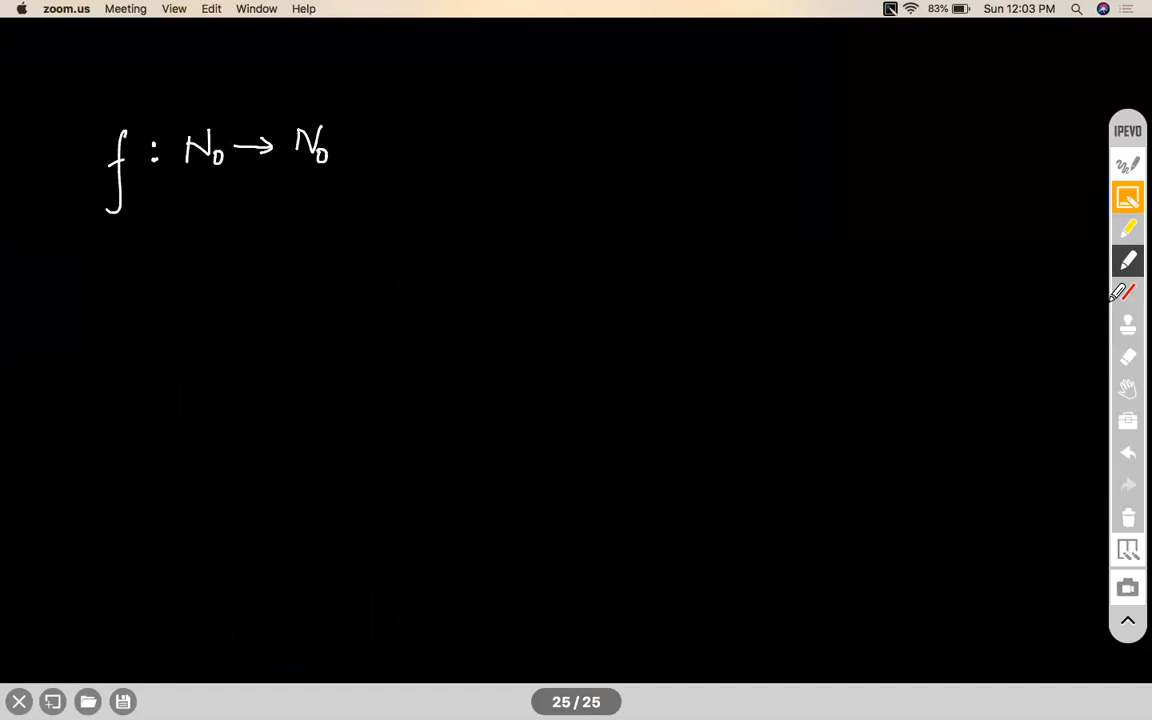 zoom.us Meeting View Edit Window Help 83% Sun 12:03 PM
f : N₀ → N₀
IPEVO
25 / 25